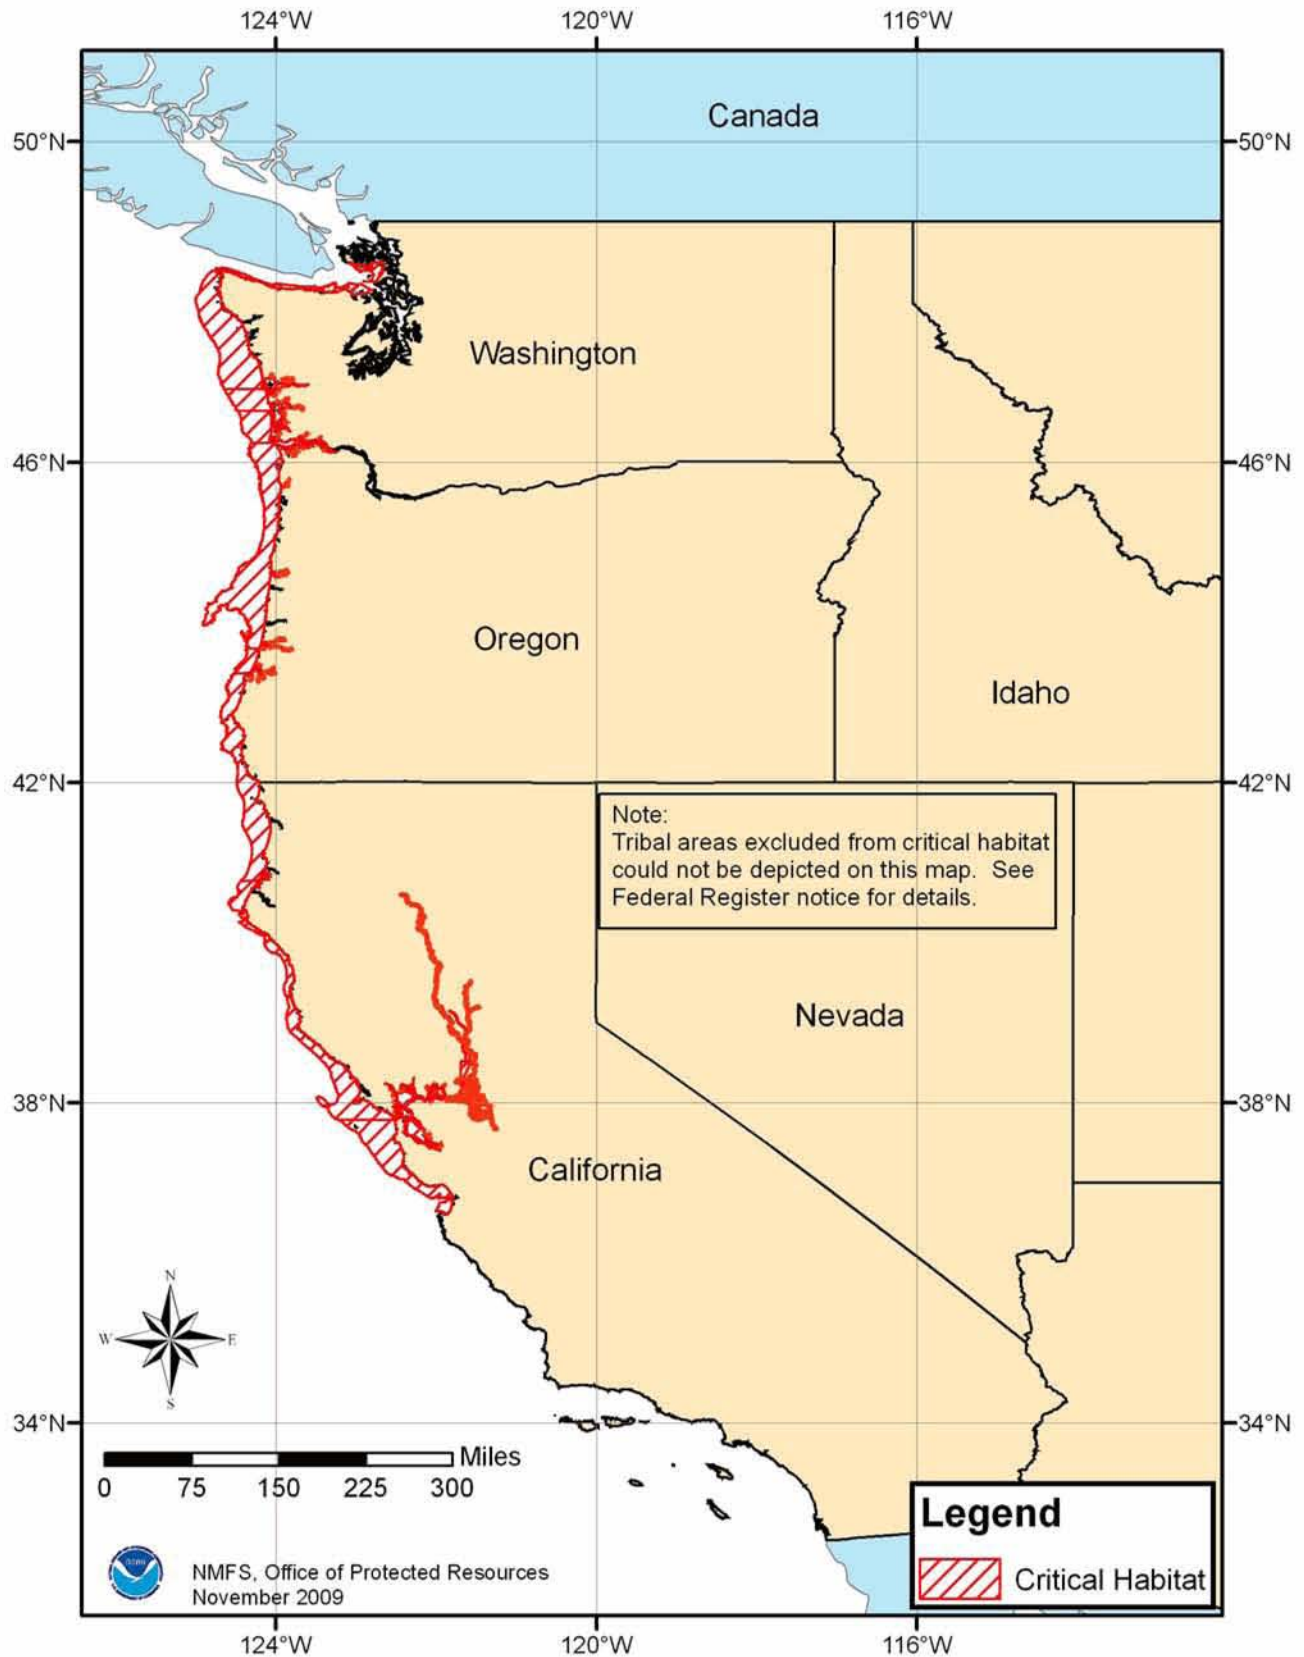 124°W 120°W 116°W
Canada
50°N 50°N
Washington
46°N 46°N
Oregon
Idaho
42°N 42°N
Note:
Tribal areas excluded from critical habitat
could not be depicted on this map. See
Federal Register notice for details.
Nevada
38°N 38°N
California
N
W E
S
34°N 34°N
Miles
0 75 150 225 300
Legend
Critical Habitat
NMFS, Office of Protected Resources
November 2009
124°W 120°W 116°W